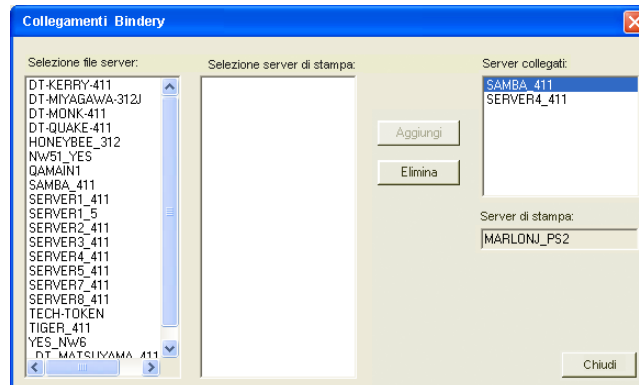 Collegamenti Bindery
Selezione file server:
DT-KERRY-411
DT-MIYAGAWA-312J
DT-MONK-411
DT-QUAKE-411
HONEYBEE_312
NW51_YES
QAMAIN1
SAMBA_411
SERVER1_411
SERVER1_5
SERVER2_411
SERVER3_411
SERVER4_411
SERVER5_411
SERVER7_411
SERVER8_411
TECH-TOKEN
TIGER_411
YES_NW6
_DT_MATSUYAMA_411
Selezione server di stampa:
Aggiungi
Elimina
Server collegati:
SAMBA_411
SERVER4_411
Server di stampa:
MARLONJ_PS2
Chiudi